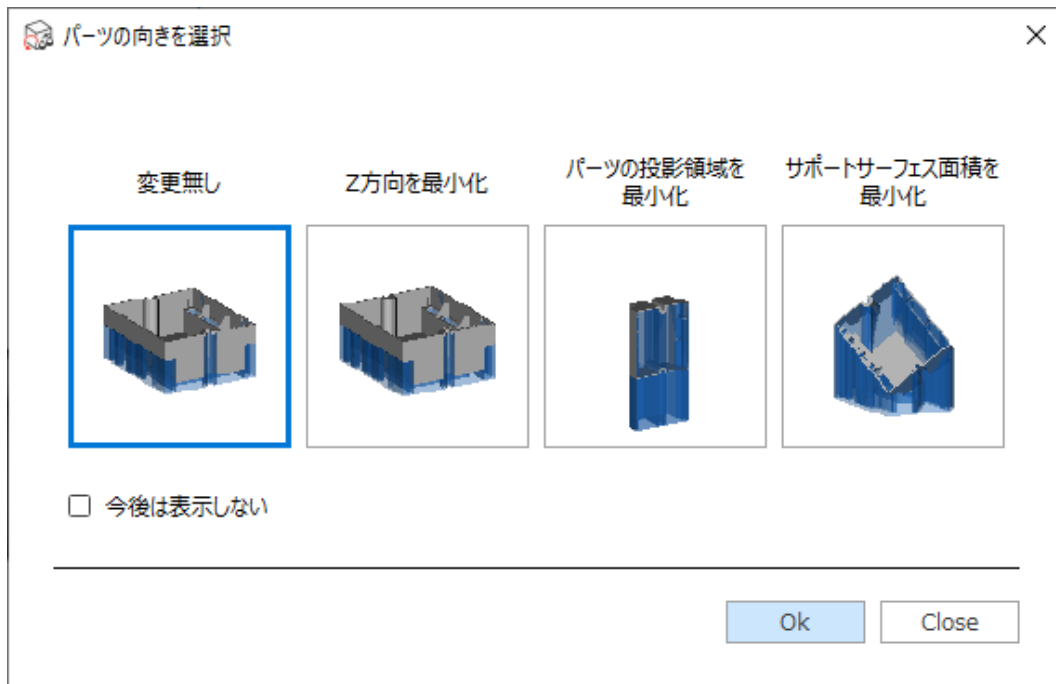 パーツの向きを選択
変更無し
Z方向を最小化
パーツの投影領域を
最小化
サポートサーフェス面積を
最小化
今後は表示しない
Ok
Close